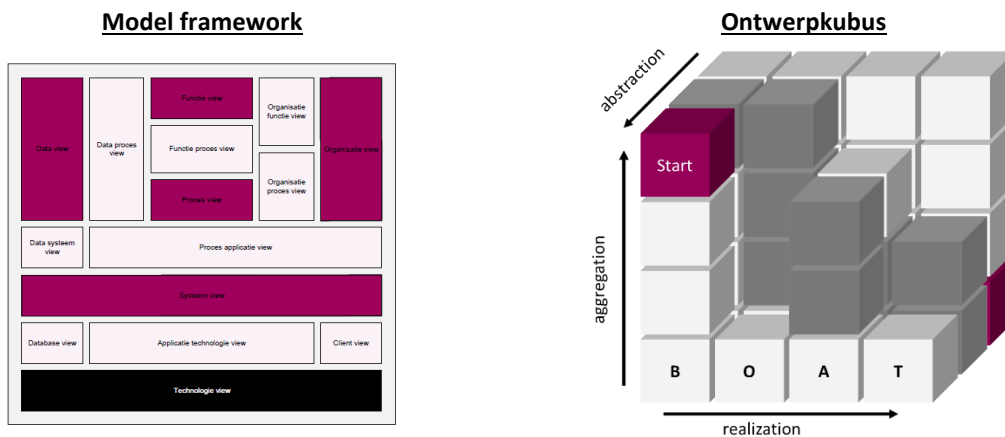 Model framework
Data view
Data proces
view
Functie view
Functie proces view
Proces view
Organisatie
functie view
Organisatie
proces view
Organisatie view
Data systeem
view
Proces applicatie view
Systeem view
Database view
Applicatie technologie view
Client view
Technologie view
Ontwerpkubus
abstraction
Start
aggregation
B O A T
realization